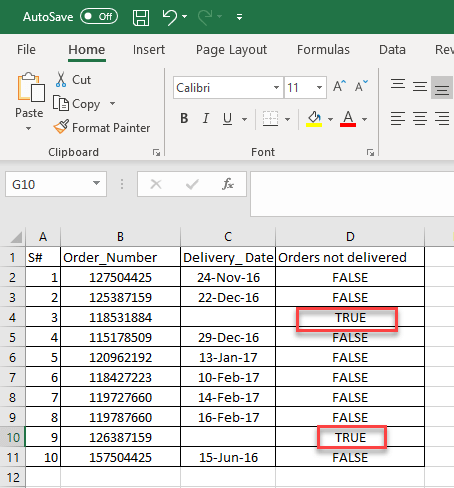 AutoSave Off
File Home Insert Page Layout Formulas Data Re
Paste
Cut
Copy
Format Painter
Clipboard
Calibri 11 A A
B I U A
Font
G10 fx
A B C D
1 S# Order_Number Delivery_ Date Orders not delivered
2 1 127504425 24-Nov-16 FALSE
3 2 125387159 22-Dec-16 FALSE
4 3 118531884 TRUE
5 4 115178509 29-Dec-16 FALSE
6 5 120962192 13-Jan-17 FALSE
7 6 118427223 10-Feb-17 FALSE
8 7 119727660 14-Feb-17 FALSE
9 8 119787660 16-Feb-17 FALSE
10 9 126387159 TRUE
11 10 157504425 15-Jun-16 FALSE
12